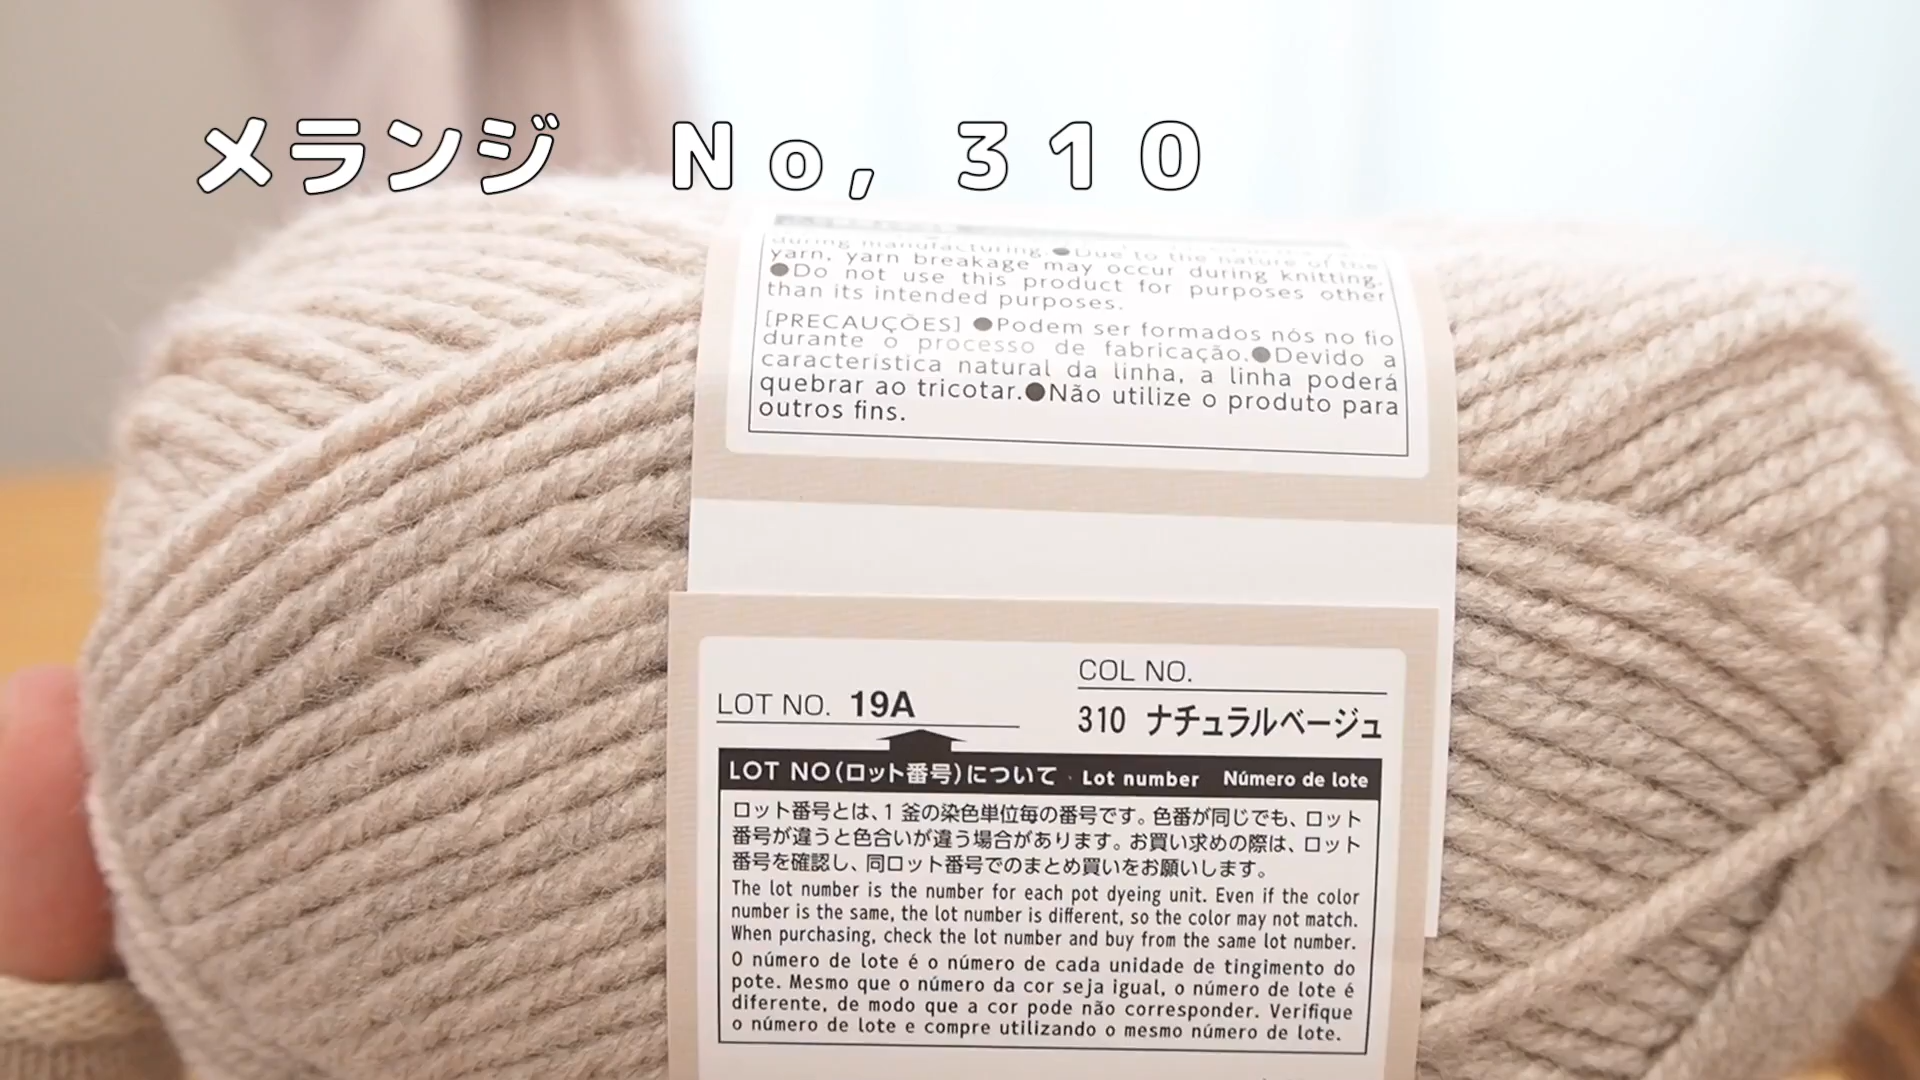 メランジ　No,310
during manufacturing.●Due to the nature of the
yarn, yarn breakage may occur during knitting.
●Do not use this product for purposes other
than its intended purposes.
[PRECAUÇÕES] ●Podem ser formados nós no fio
durante o processo de fabricação.●Devido a
característica natural da linha, a linha poderá
quebrar ao tricotar.●Não utilize o produto para
outros fins.
COL NO.
LOT NO. 19A
310 ナチュラルベージュ
LOT NO(ロット番号)について・Lot number Número de lote
ロット番号とは、1 釜の染色単位毎の番号です。色番が同じでも、ロット
番号が違うと色合いが違う場合があります。お買い求めの際は、ロット
番号を確認し、同ロット番号でのまとめ買いをお願いします。
The lot number is the number for each pot dyeing unit. Even if the color
number is the same, the lot number is different, so the color may not match.
When purchasing, check the lot number and buy from the same lot number.
O número de lote é o número de cada unidade de tingimento do
pote. Mesmo que o número da cor seja igual, o número de lote é
diferente, de modo que a cor pode não corresponder. Verifique
o número de lote e compre utilizando o mesmo número de lote.